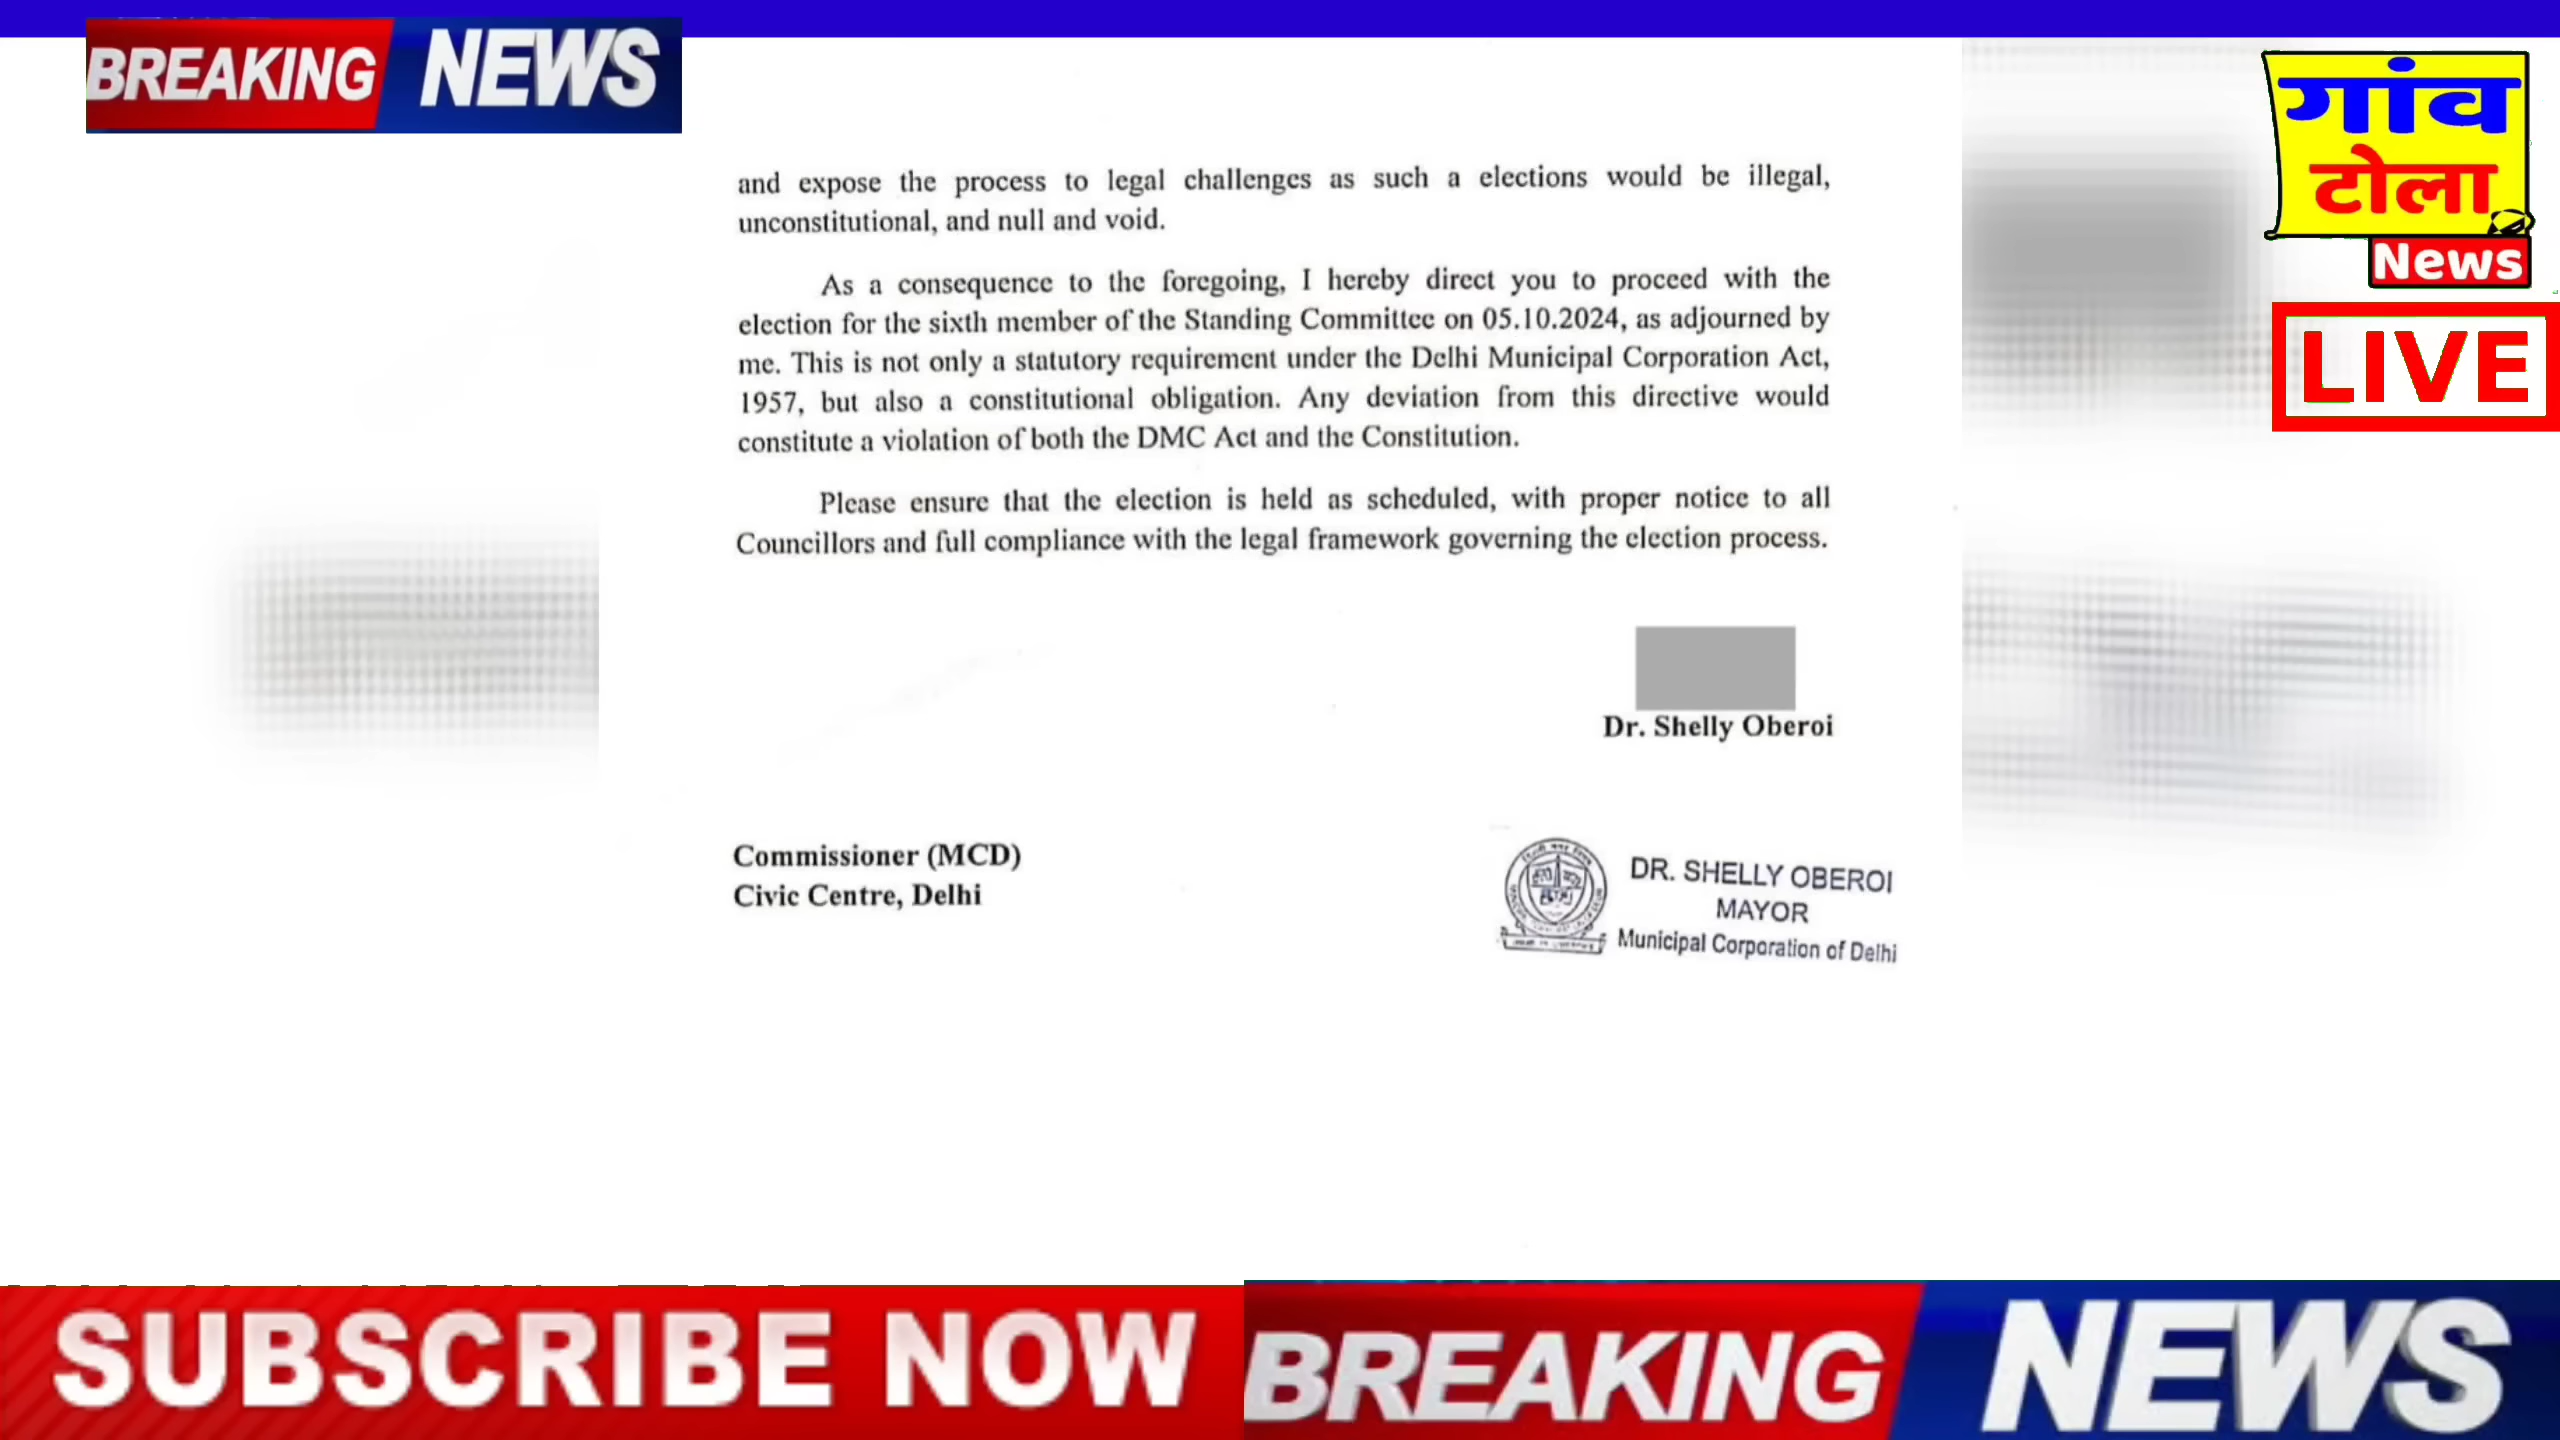 BREAKING NEWS
गांव
टोला
News
LIVE
and expose the process to legal challenges as such a elections would be illegal,
unconstitutional, and null and void.
As a consequence to the foregoing, I hereby direct you to proceed with the
election for the sixth member of the Standing Committee on 05.10.2024, as adjourned by
me. This is not only a statutory requirement under the Delhi Municipal Corporation Act,
1957, but also a constitutional obligation. Any deviation from this directive would
constitute a violation of both the DMC Act and the Constitution.
Please ensure that the election is held as scheduled, with proper notice to all
Councillors and full compliance with the legal framework governing the election process.
Dr. Shelly Oberoi
Commissioner (MCD)
Civic Centre, Delhi
DR. SHELLY OBEROI
MAYOR
Municipal Corporation of Delhi
SUBSCRIBE NOW
BREAKING NEWS